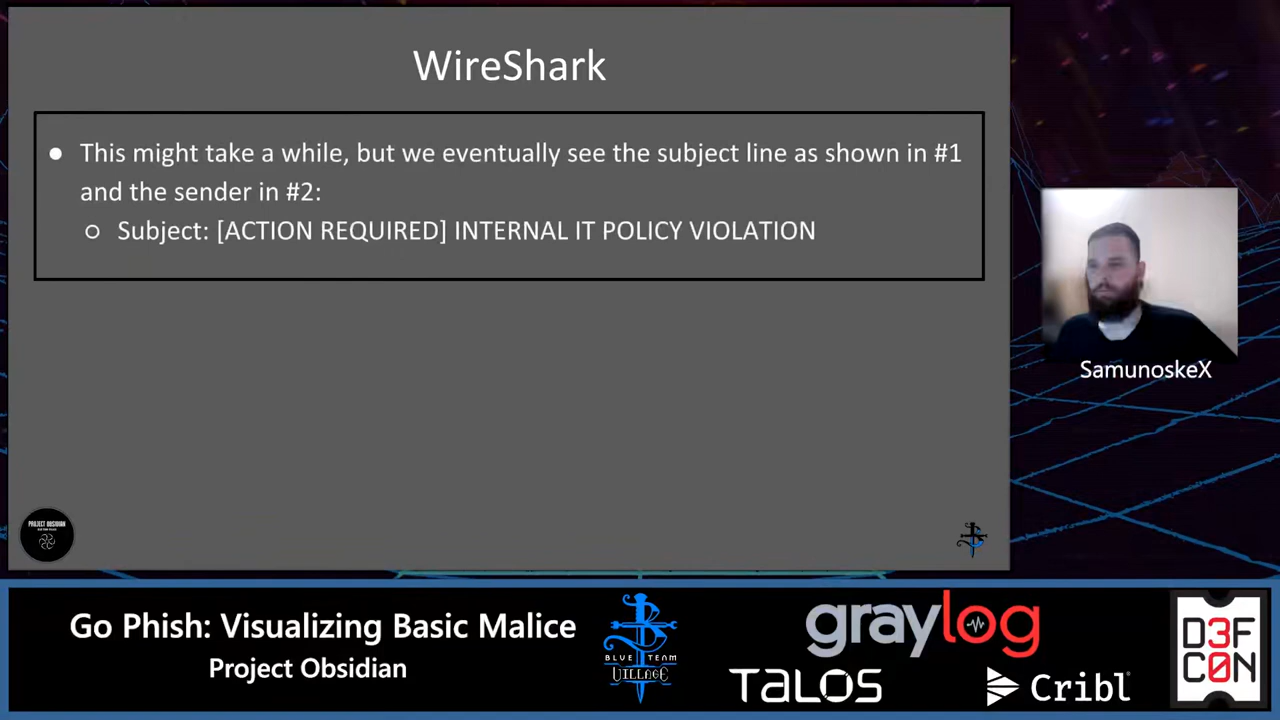 WireShark
● This might take a while, but we eventually see the subject line as shown in #1
and the sender in #2:
○ Subject: [ACTION REQUIRED] INTERNAL IT POLICY VIOLATION
SamunoskeX
PROJECT OBSIDIAN
Go Phish: Visualizing Basic Malice
Project Obsidian
BLUE TEAM
VILLAGE
graylog
TALOS
Cribl
D3F
C0N